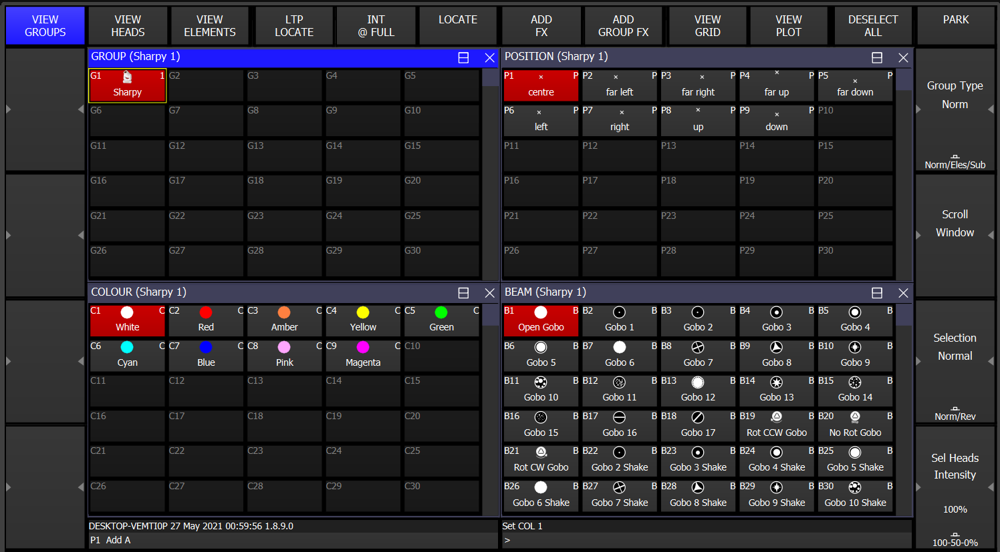 VIEW GROUPS
VIEW HEADS
VIEW ELEMENTS
LTP LOCATE
INT @ FULL
LOCATE
ADD FX
ADD GROUP FX
VIEW GRID
VIEW PLOT
DESELECT ALL
PARK
GROUP (Sharpy 1)
G1 1
Sharpy
G2 G3 G4 G5
G6 G7 G8 G9 G10
G11 G12 G13 G14 G15
G16 G17 G18 G19 G20
G21 G22 G23 G24 G25
G26 G27 G28 G29 G30
POSITION (Sharpy 1)
P1 P P2 P P3 P P4 P P5 P
centre far left far right far up far down
P6 P P7 P P8 P P9 P P10
left right up down
P11 P12 P13 P14 P15
P16 P17 P18 P19 P20
P21 P22 P23 P24 P25
P26 P27 P28 P29 P30
COLOUR (Sharpy 1)
C1 C C2 C C3 C C4 C C5 C
White Red Amber Yellow Green
C6 C C7 C C8 C C9 C C10
Cyan Blue Pink Magenta
C11 C12 C13 C14 C15
C16 C17 C18 C19 C20
C21 C22 C23 C24 C25
C26 C27 C28 C29 C30
BEAM (Sharpy 1)
B1 B B2 B B3 B B4 B B5 B
Open Gobo Gobo 1 Gobo 2 Gobo 3 Gobo 4
B6 B B7 B B8 B B9 B B10 B
Gobo 5 Gobo 6 Gobo 7 Gobo 8 Gobo 9
B11 B B12 B B13 B B14 B B15 B
Gobo 10 Gobo 11 Gobo 12 Gobo 13 Gobo 14
B16 B B17 B B18 B B19 B B20 B
Gobo 15 Gobo 16 Gobo 17 Rot CCW Gobo No Rot Gobo
B21 B B22 B B23 B B24 B B25 B
Rot CW Gobo Gobo 2 Shake Gobo 3 Shake Gobo 4 Shake Gobo 5 Shake
B26 B B27 B B28 B B29 B B30 B
Gobo 6 Shake Gobo 7 Shake Gobo 8 Shake Gobo 9 Shake Gobo 10 Shake
Group Type
Norm
Norm/Eles/Sub
Scroll
Window
Selection
Normal
Norm/Rev
Sel Heads
Intensity
100%
100-50-0%
DESKTOP-VEMTI0P 27 May 2021 00:59:56 1.8.9.0
P1 Add A
Set COL 1
>